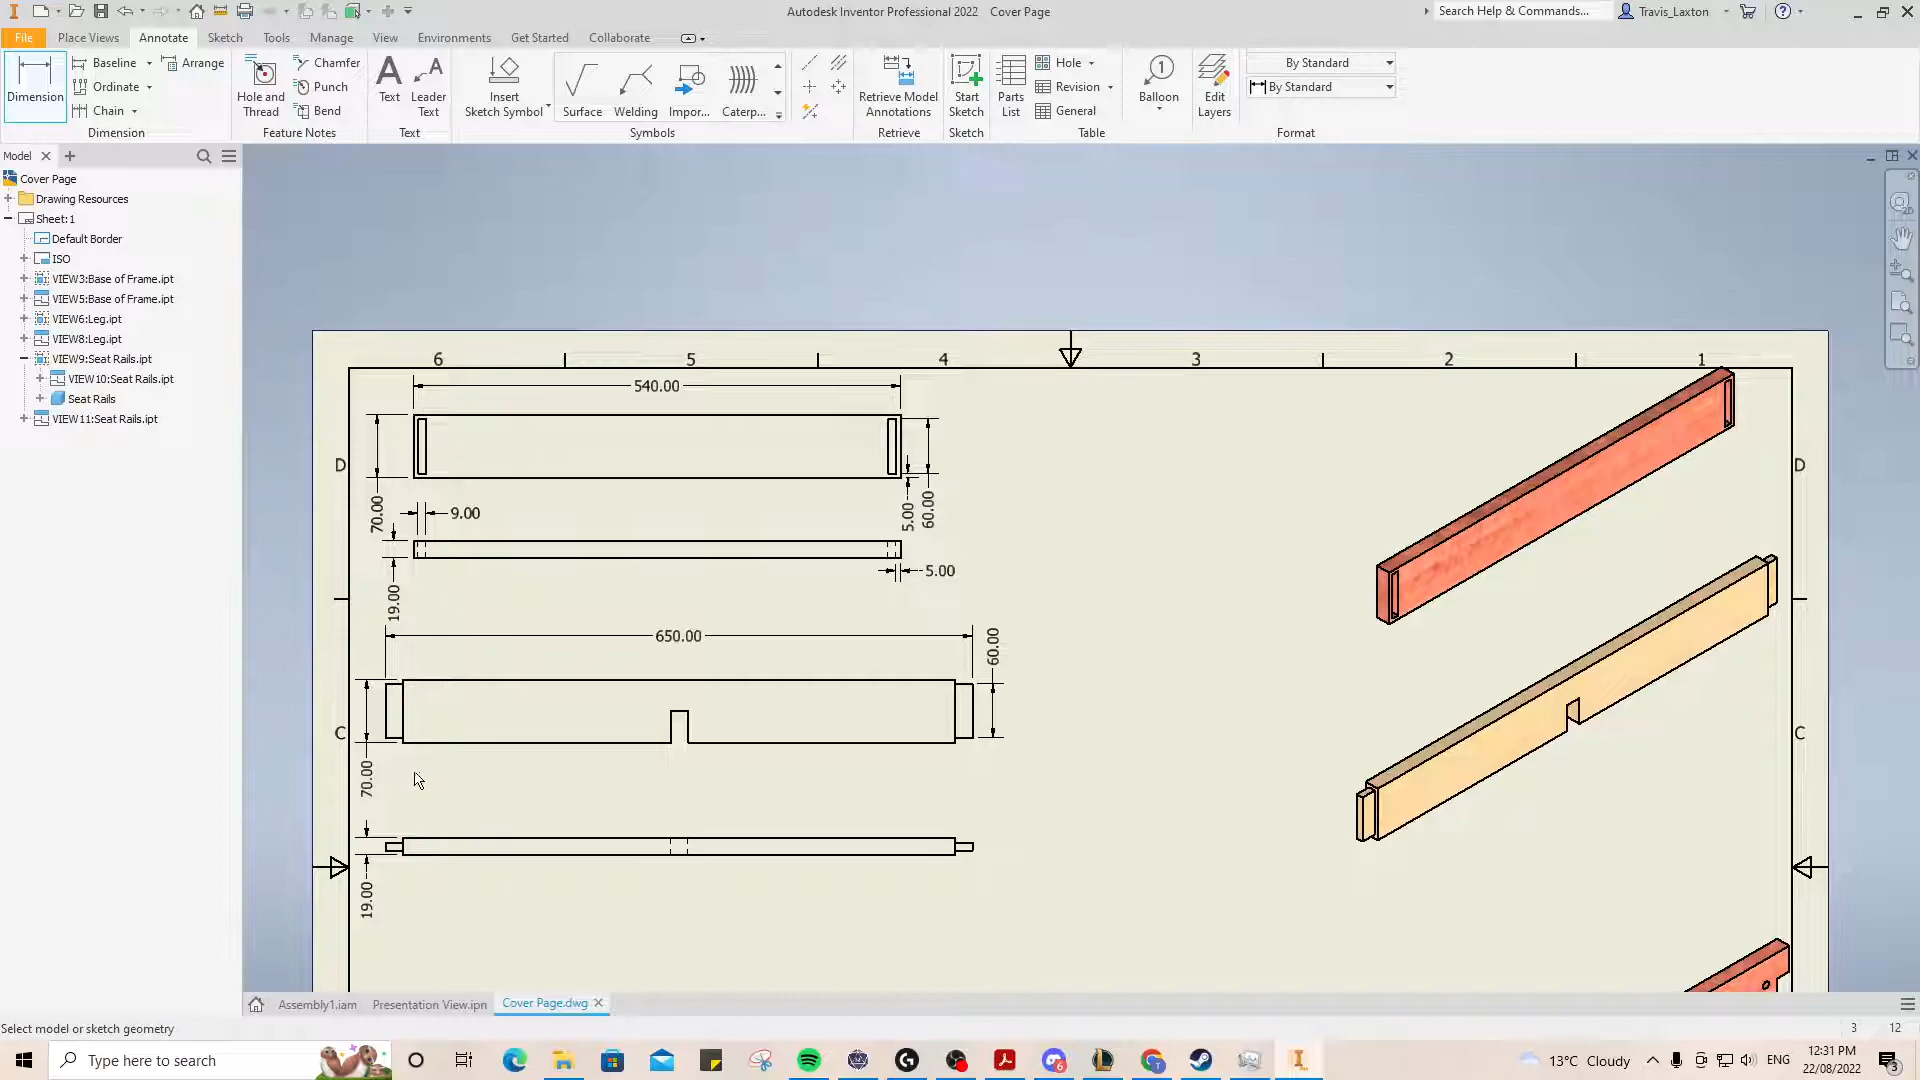 Autodesk Inventor Professional 2022 Cover Page
Search Help & Commands...
Travis_Laxton
File Place Views Annotate Sketch Tools Manage View Environments Get Started Collaborate
Dimension
Baseline
Ordinate
Chain
Arrange
Dimension
Hole and Thread
Chamfer
Punch
Bend
Feature Notes
Text
Leader Text
Text
Insert Sketch Symbol
Surface
Welding
Impor...
Caterp...
Symbols
Retrieve Model Annotations
Retrieve
Start Sketch
Sketch
Parts List
Hole
Revision
General
Table
Balloon
Edit Layers
By Standard
By Standard
Format
Model
Cover Page
Drawing Resources
Sheet:1
Default Border
ISO
VIEW3:Base of Frame.ipt
VIEW5:Base of Frame.ipt
VIEW6:Leg.ipt
VIEW8:Leg.ipt
VIEW9:Seat Rails.ipt
VIEW10:Seat Rails.ipt
Seat Rails
VIEW11:Seat Rails.ipt
6 5 4 3 2 1
540.00
D
D
70.00
9.00
5.00
60.00
19.00
5.00
650.00
60.00
C
C
70.00
19.00
Assembly1.iam
Presentation View.ipn
Cover Page.dwg
Select model or sketch geometry
3 12
Type here to search
6
13°C Cloudy
ENG
12:31 PM
22/08/2022
3